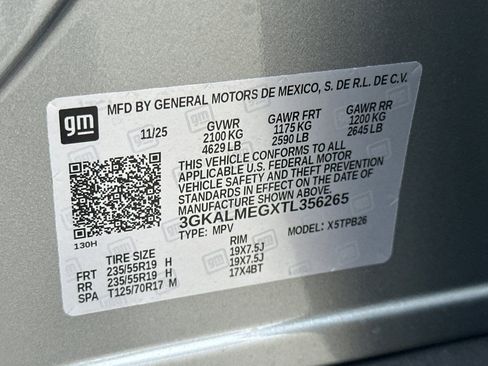 MFD BY GENERAL MOTORS DE MEXICO, S. DE R.L. DE C.V.
gm
11/25 GVWR GAWR FRT GAWR RR
2100 KG 1175 KG 1200 KG
4629 LB 2590 LB 2645 LB
THIS VEHICLE CONFORMS TO ALL
APPLICABLE U.S. FEDERAL MOTOR
VEHICLE SAFETY AND THEFT PREVENTION
STANDARDS IN EFFECT ON THE DATE OF
MANUFACTURE SHOWN ABOVE.
3GKALMEGXTL356265
TYPE: MPV MODEL: X5TPB26
130H
TIRE SIZE RIM
FRT 235/55R19 H 19X7.5J
RR 235/55R19 H 19X7.5J
SPA T125/70R17 M 17X4BT